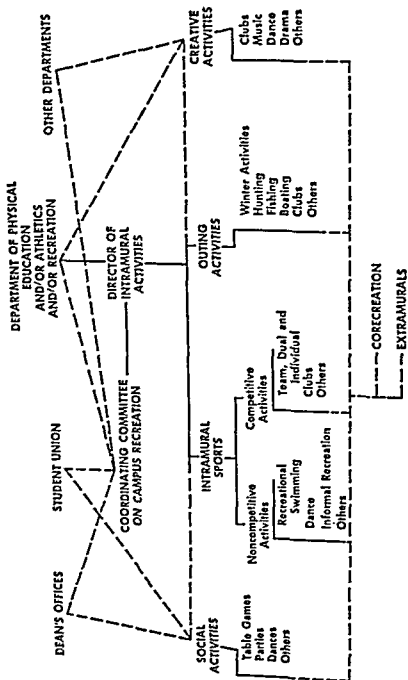 DEAN'S OFFICES
STUDENT UNION
DEPARTMENT OF PHYSICAL
EDUCATION
AND/OR ATHLETICS
AND/OR RECREATION
OTHER DEPARTMENTS
COORDINATING COMMITTEE
ON CAMPUS RECREATION
DIRECTOR OF
INTRAMURAL ACTIVITIES
SOCIAL
ACTIVITIES
Table Games
Parties
Dances
Others
INTRAMURAL
SPORTS
Noncompetitive
Activities
Recreational
Swimming
Dance
Informal Recreation
Others
Competitive
Activities
Team, Dual and
Individual
Clubs
Others
OUTING
ACTIVITIES
Winter Activities
Hunting
Fishing
Boating
Clubs
Others
CREATIVE
ACTIVITIES
Clubs
Music
Dance
Drama
Others
CORECREATION
EXTRAMURALS